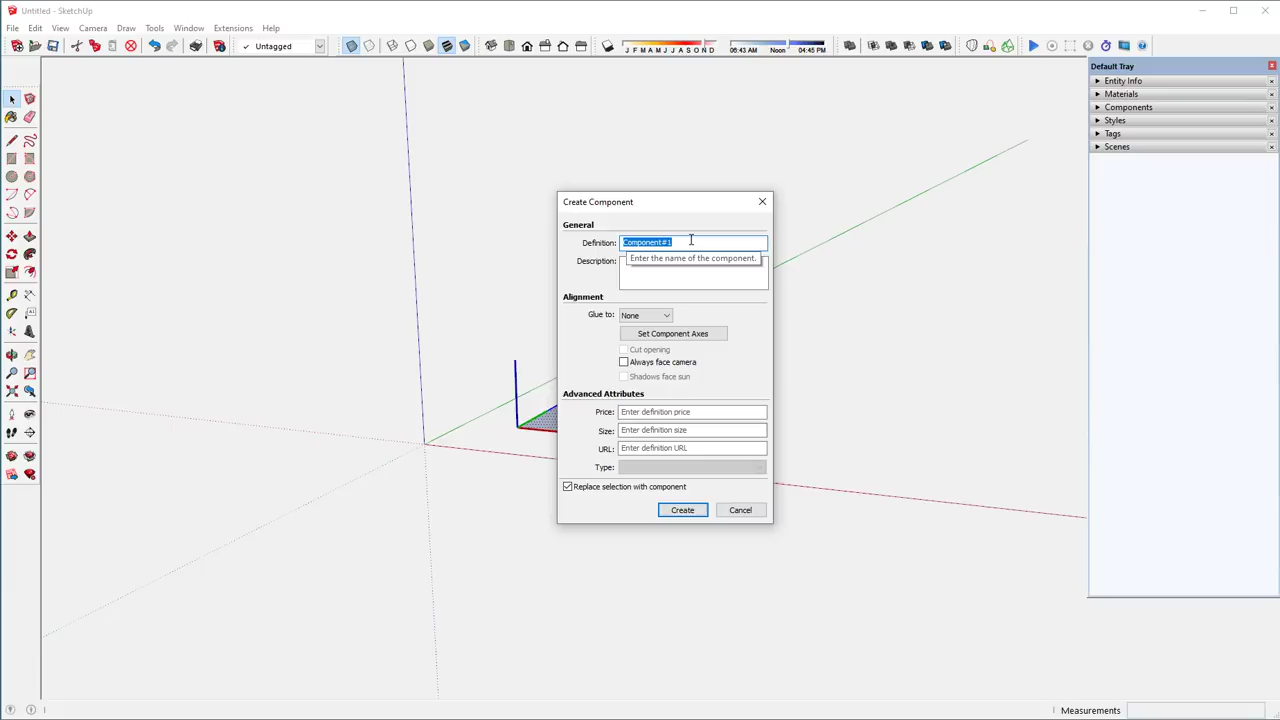 Untitled - SketchUp
File Edit View Camera Draw Tools Window Extensions Help
Untagged
J F M A M J J A S O N D
06:43 AM Noon 04:45 PM
Default Tray
Entity Info
Materials
Components
Styles
Tags
Scenes
Create Component
General
Definition: Component#1
Enter the name of the component.
Description:
Alignment
Glue to: None
Set Component Axes
Cut opening
Always face camera
Shadows face sun
Advanced Attributes
Price: Enter definition price
Size: Enter definition size
URL: Enter definition URL
Type:
Replace selection with component
Create Cancel
Measurements